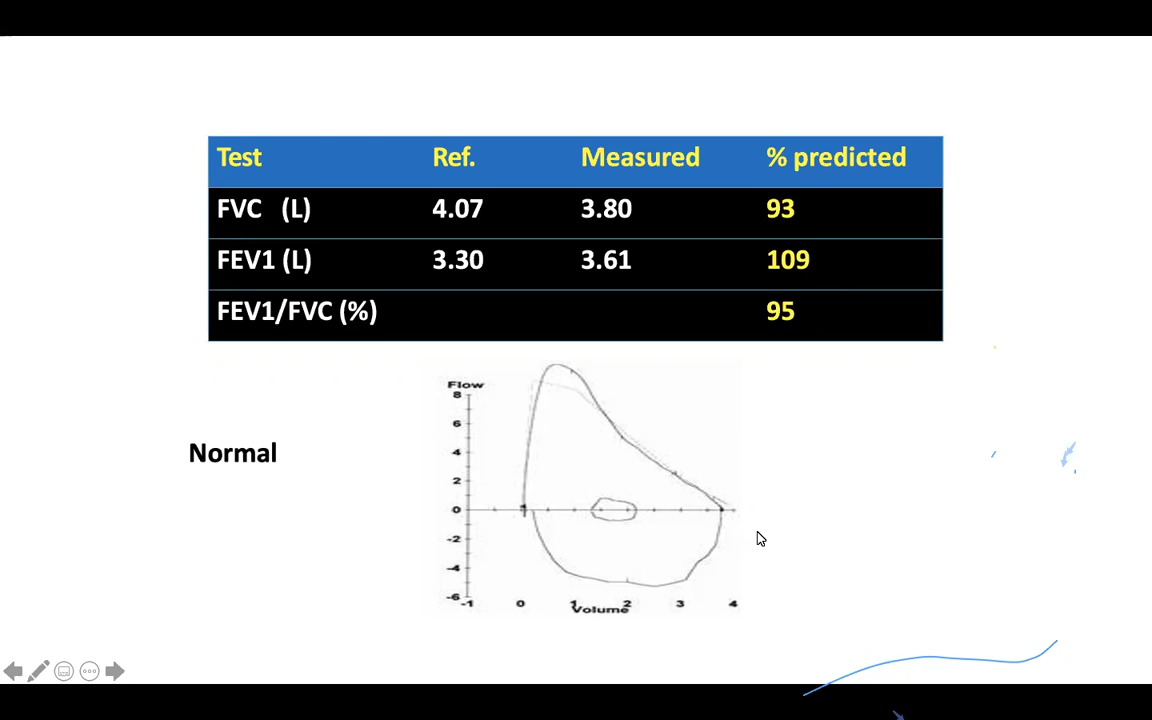 Test Ref. Measured % predicted
FVC (L) 4.07 3.80 93
FEV1 (L) 3.30 3.61 109
FEV1/FVC (%) 95
Flow
8
6
4
2
0
-2
-4
-6
-1 0 1 2 3 4
Volume
Normal